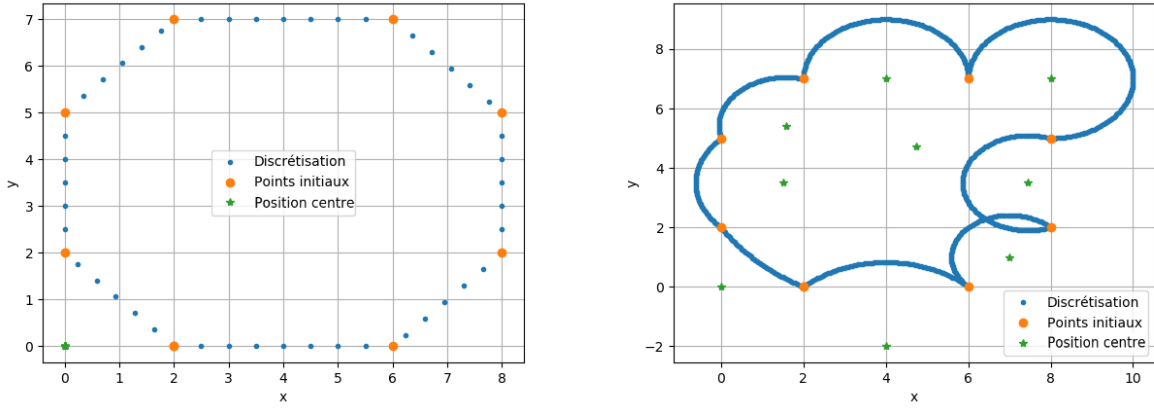 7
6
5
4
3
2
1
0
y
0 1 2 3 4 5 6 7 8
x
Discrétisation
Points initiaux
Position centre
8
6
4
2
0
−2
y
0 2 4 6 8 10
x
Discrétisation
Points initiaux
Position centre